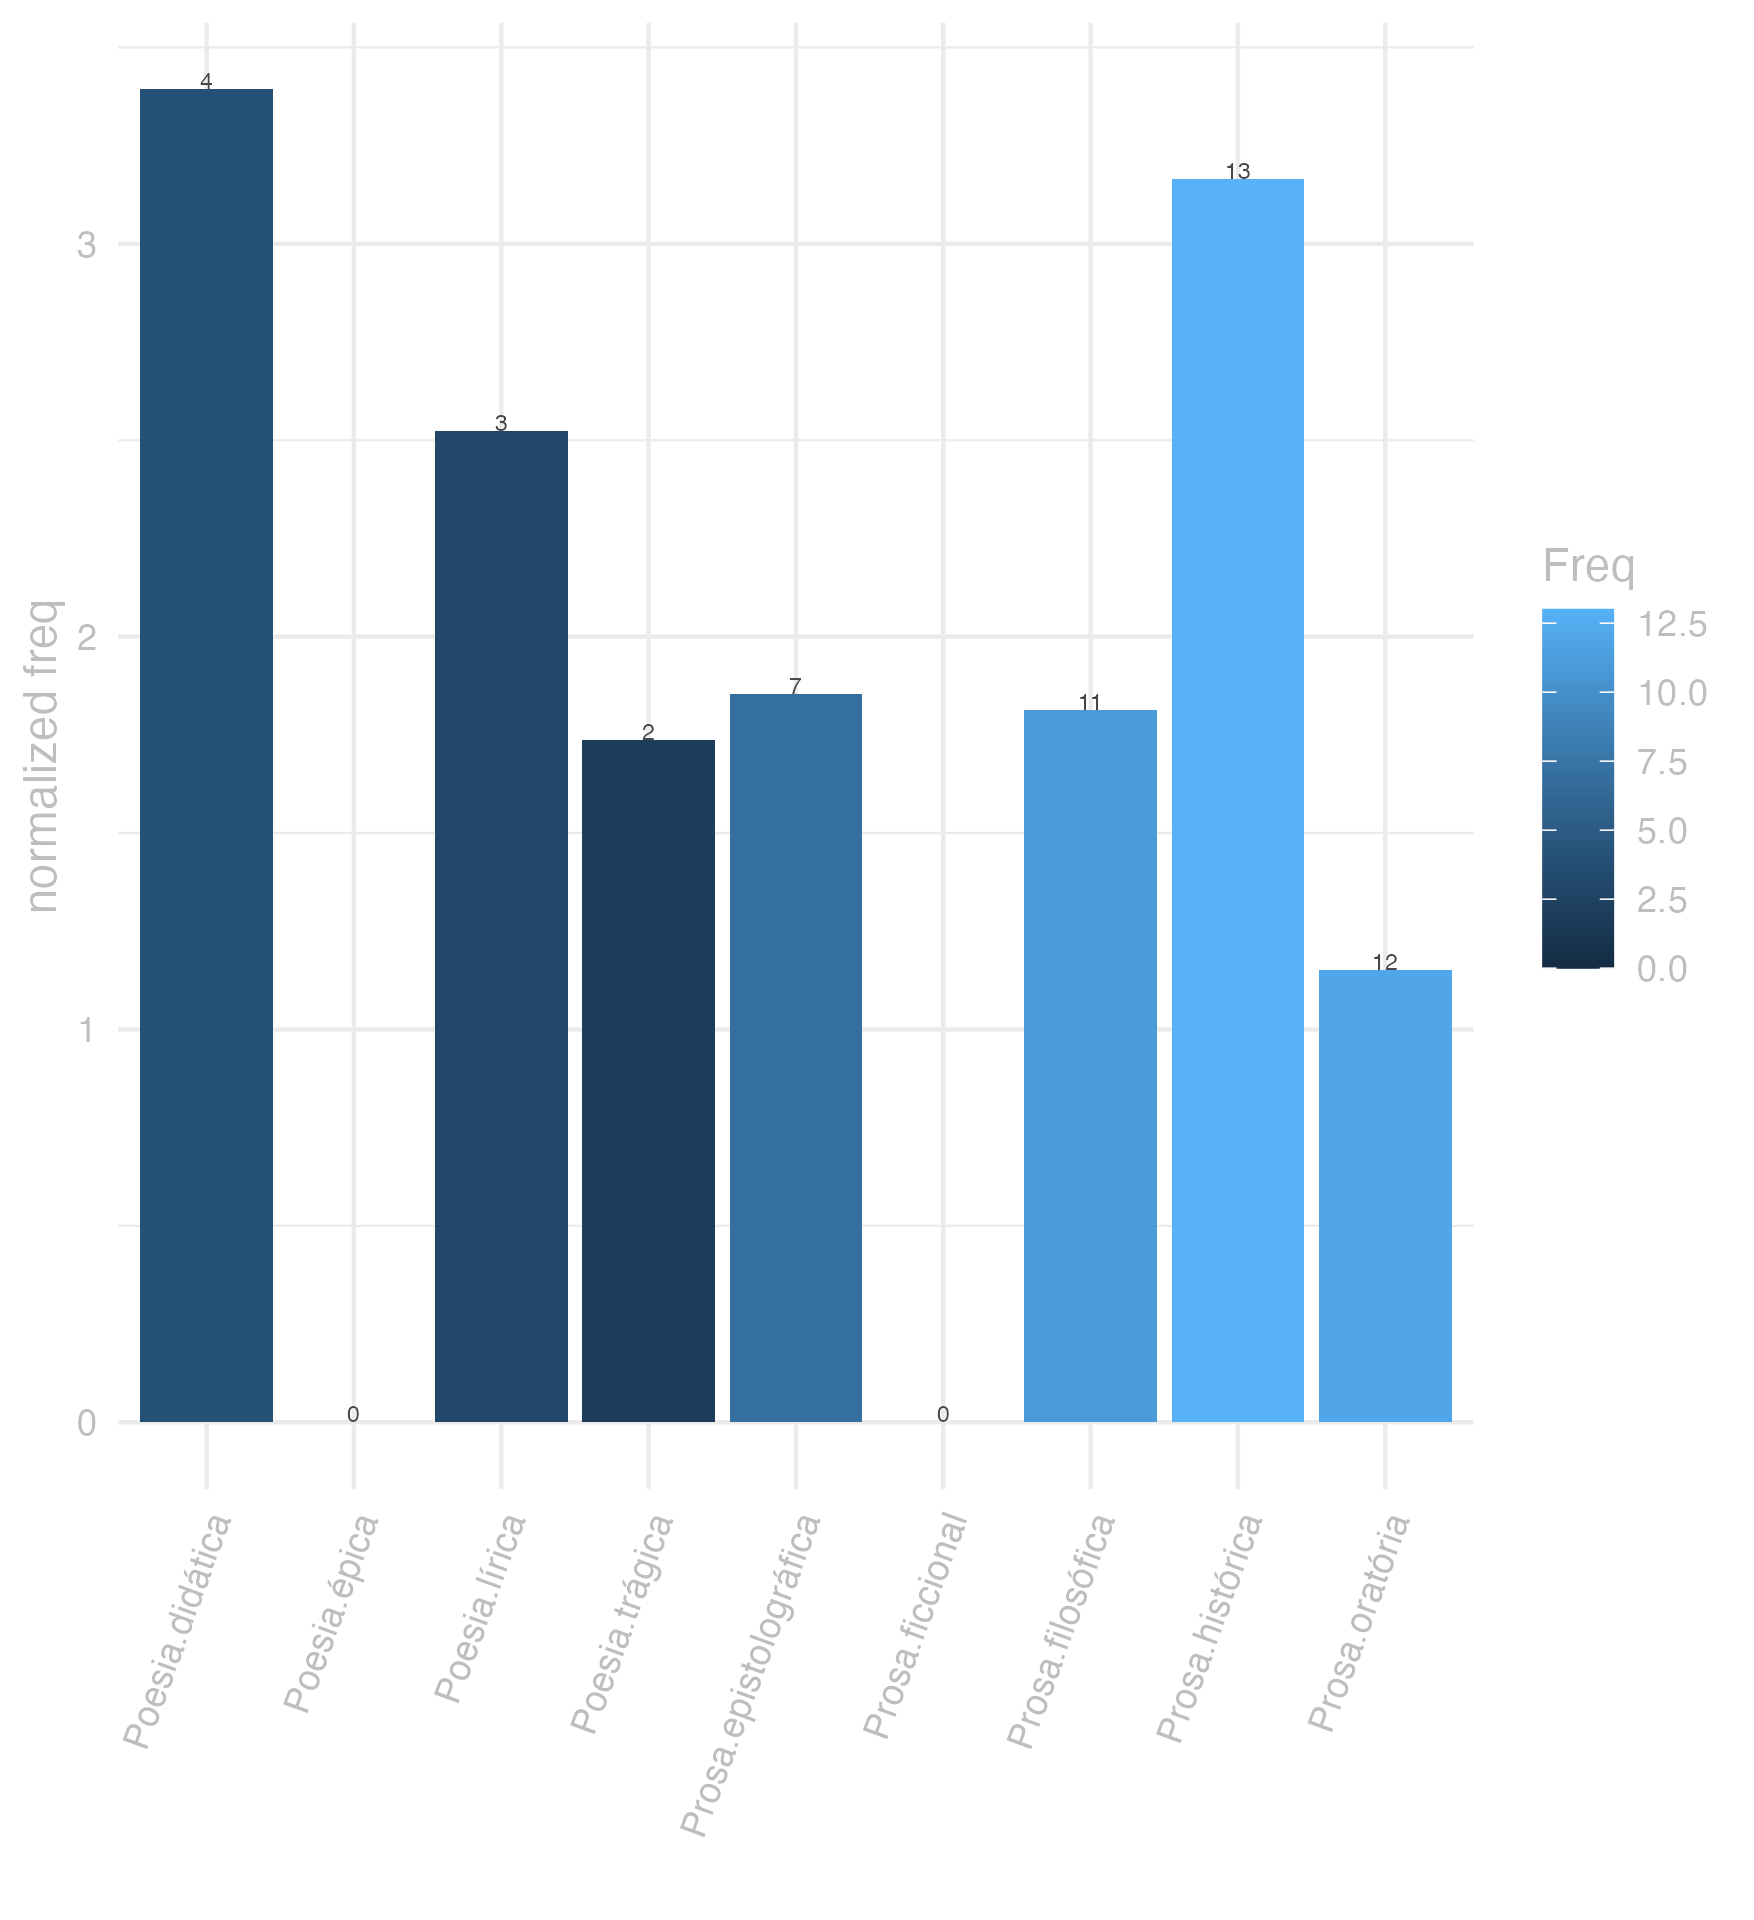 4
13
3
2
7
11
12
0
0
3
2
1
0
normalized freq
Poesia.didática
Poesia.épica
Poesia.lírica
Poesia.trágica
Prosa.epistolográfica
Prosa.ficcional
Prosa.filosófica
Prosa.histórica
Prosa.oratória
Freq
12.5
10.0
7.5
5.0
2.5
0.0